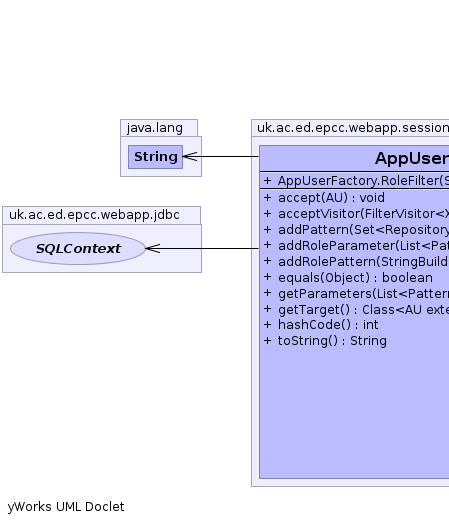 java.lang
String
uk.ac.ed.epcc.webapp.jdbc
SQLContext
uk.ac.ed.epcc.webapp.session
AppUser
+ AppUserFactory.RoleFilter(S
+ accept(AU) : void
+ acceptVisitor(FilterVisitor<X
+ addPattern(Set<Repository
+ addRoleParameter(List<Pat
+ addRolePattern(StringBuild
+ equals(Object) : boolean
+ getParameters(List<Pattern
+ getTarget() : Class<AU exte
+ hashCode() : int
+ toString() : String
yWorks UML Doclet